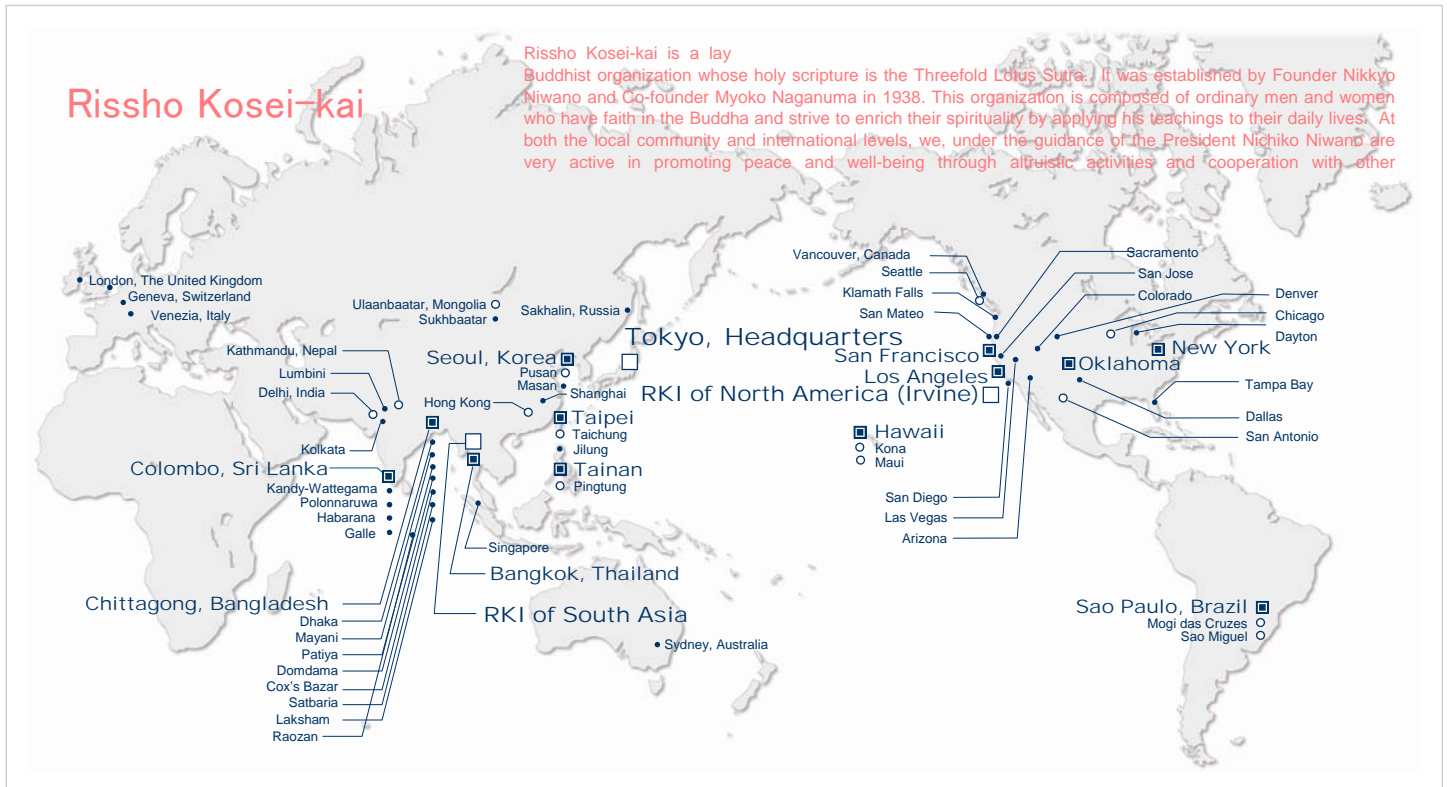 Rissho Kosei-kai
Rissho Kosei-kai is a lay
Buddhist organization whose holy scripture is the Threefold Lotus Sutra. It was established by Founder Nikkyo
Niwano and Co-founder Myoko Naganuma in 1938. This organization is composed of ordinary men and women
who have faith in the Buddha and strive to enrich their spirituality by applying his teachings to their daily lives. At
both the local community and international levels, we, under the guidance of the President Nichiko Niwano are
very active in promoting peace and well-being through altruistic activities and cooperation with other
London, The United Kingdom
Geneva, Switzerland
Venezia, Italy
Ulaanbaatar, Mongolia
Sukhbaatar
Sakhalin, Russia
Tokyo, Headquarters
Kathmandu, Nepal
Lumbini
Delhi, India
Kolkata
Seoul, Korea
Pusan
Masan
Shanghai
Hong Kong
Taipei
Taichung
Jilung
Tainan
Pingtung
Colombo, Sri Lanka
Kandy-Wattegama
Polonnaruwa
Habarana
Galle
Singapore
Bangkok, Thailand
RKI of South Asia
Chittagong, Bangladesh
Dhaka
Mayani
Patiya
Domdama
Cox's Bazar
Satbaria
Laksham
Raozan
Sydney, Australia
Vancouver, Canada
Seattle
Klamath Falls
San Mateo
San Francisco
Los Angeles
RKI of North America (Irvine)
Hawaii
Kona
Maui
San Diego
Las Vegas
Arizona
Sacramento
San Jose
Colorado
Denver
Chicago
Dayton
New York
Oklahoma
Tampa Bay
Dallas
San Antonio
Sao Paulo, Brazil
Mogi das Cruzes
Sao Miguel